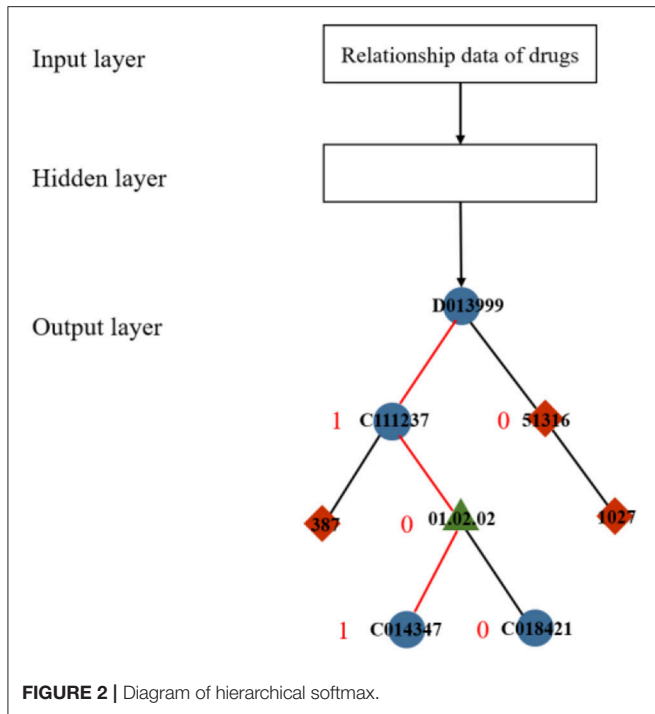 Input layer
Relationship data of drugs
Hidden layer
Output layer
D013999
1 C111237 0 51316
387 0 01.02.02 1027
1 C014347 0 C018421
FIGURE 2 | Diagram of hierarchical softmax.